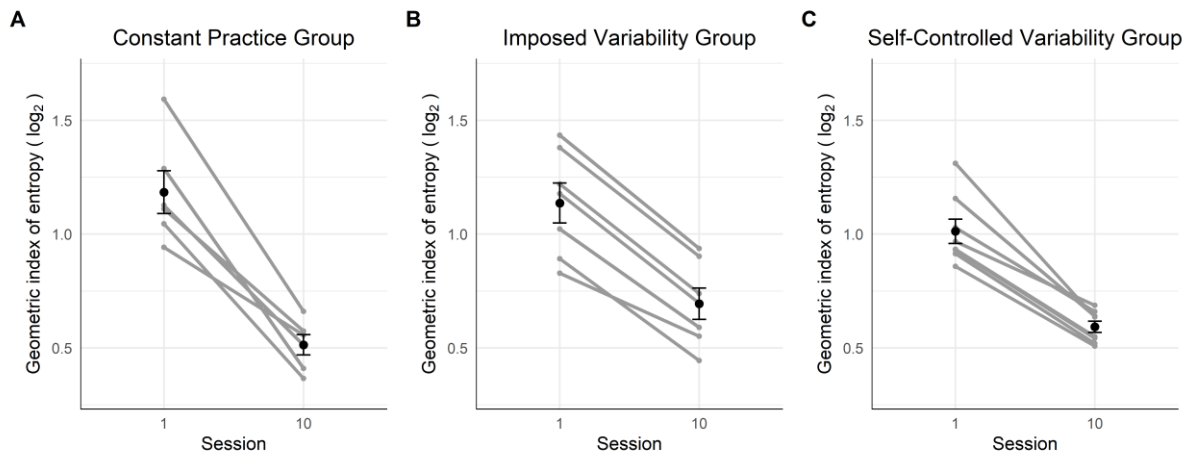 A
Constant Practice Group
Geometric index of entropy ( log2 )
1.5
1.0
0.5
1
10
Session
B
Imposed Variability Group
Geometric index of entropy ( log2 )
1.5
1.0
0.5
1
10
Session
C
Self-Controlled Variability Group
Geometric index of entropy ( log2 )
1.5
1.0
0.5
1
10
Session